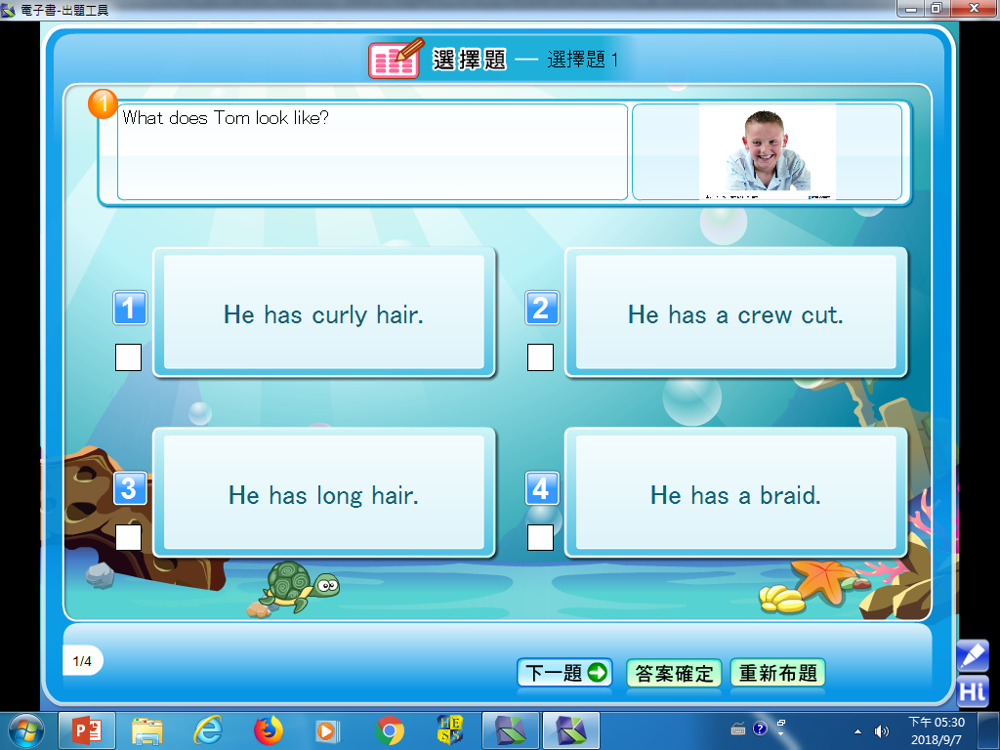 電子書-出題工具
選擇題 — 選擇題 1
1
What does Tom look like?
1
He has curly hair.
2
He has a crew cut.
3
He has long hair.
4
He has a braid.
1/4
下一題
答案確定
重新布題
Hi
HESS
下午 05:30
2018/9/7